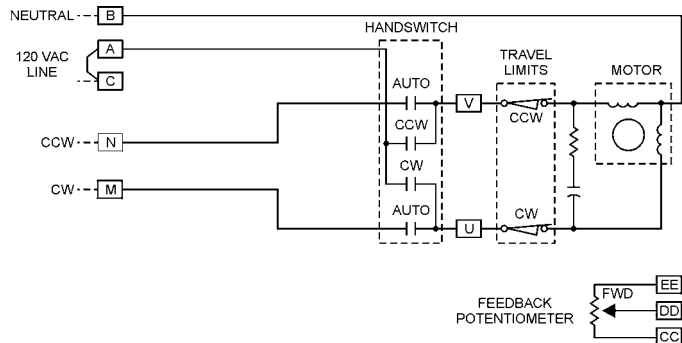 NEUTRAL B
HANDSWITCH
A
120 VAC
LINE
C
TRAVEL
LIMITS
MOTOR
AUTO
V
CCW
CCW
CCW N
CW
CW M
AUTO
U
CW
FEEDBACK
POTENTIOMETER
FWD
EE
DD
CC